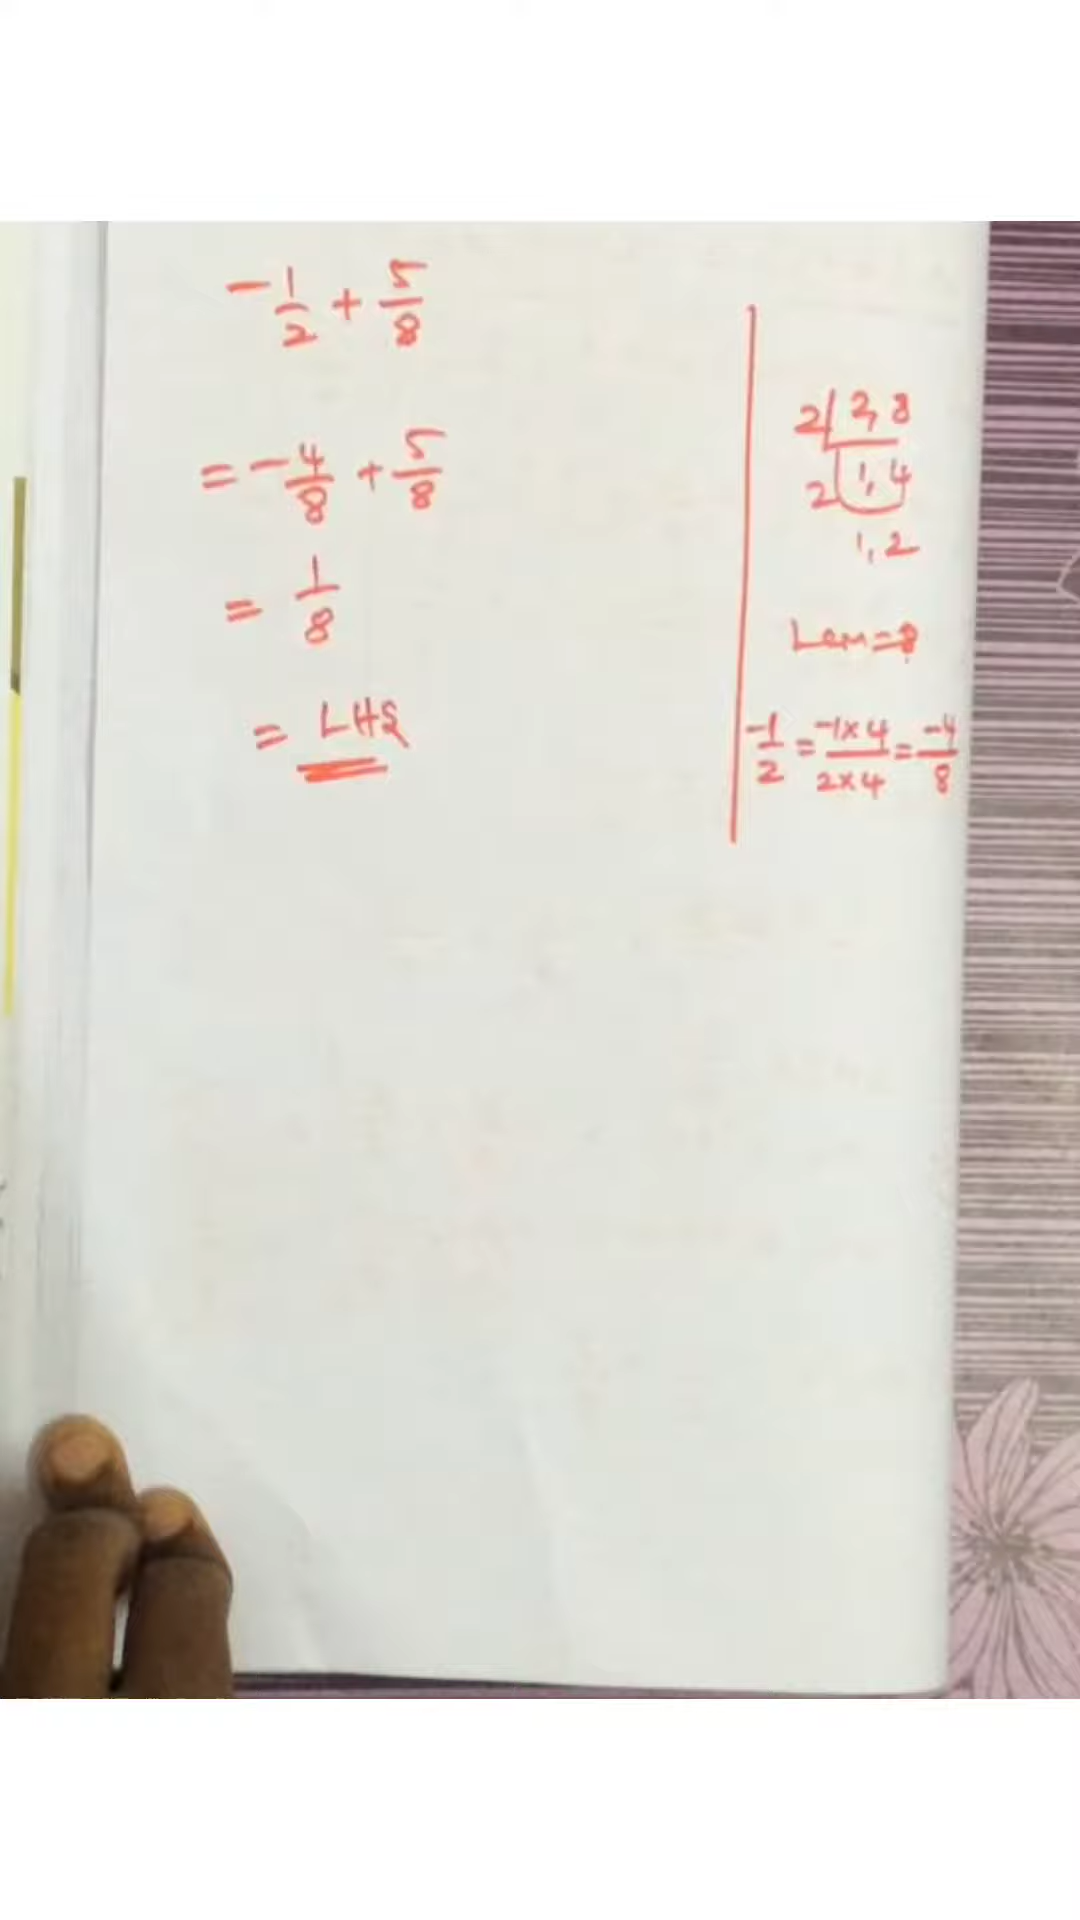 -1/2 + 5/8
= -4/8 + 5/8
= 1/8
= LHS
2 | 2, 8
2 | 1, 4
1, 2
Lcm = 8
-1/2 = -1×4/2×4 = -4/8